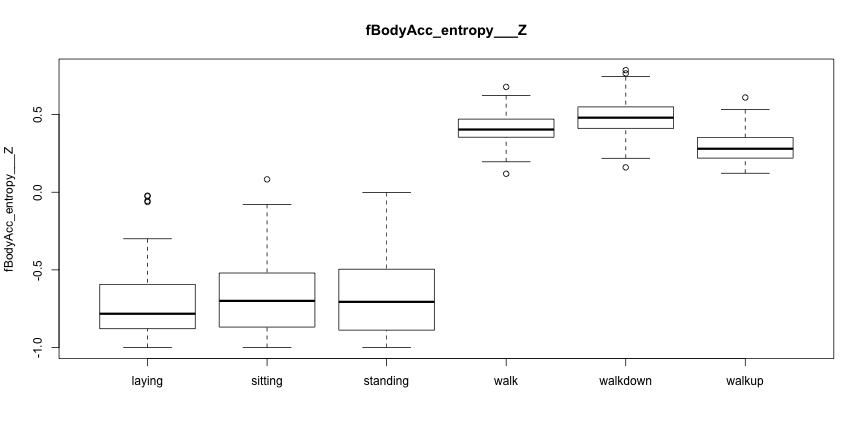 fBodyAcc_entropy___Z
fBodyAcc_entropy___Z
0.5
0.0
-0.5
-1.0
laying sitting standing walk walkdown walkup